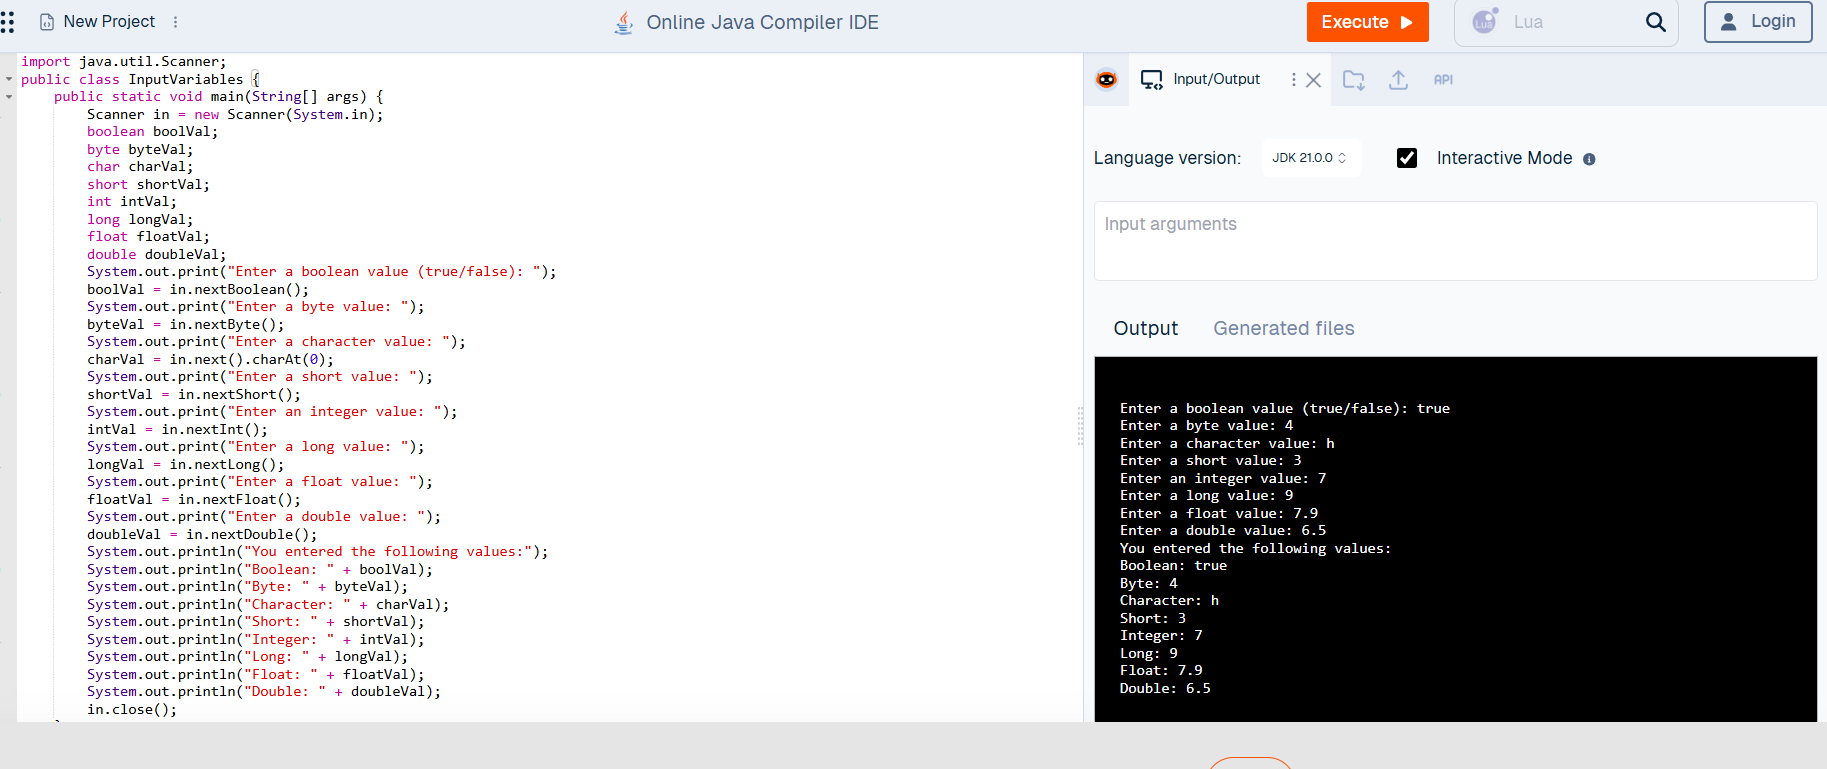 New Project
Online Java Compiler IDE
Execute
Lua
Login
import java.util.Scanner;
public class InputVariables {
    public static void main(String[] args) {
        Scanner in = new Scanner(System.in);
        boolean boolVal;
        byte byteVal;
        char charVal;
        short shortVal;
        int intVal;
        long longVal;
        float floatVal;
        double doubleVal;
        System.out.print("Enter a boolean value (true/false): ");
        boolVal = in.nextBoolean();
        System.out.print("Enter a byte value: ");
        byteVal = in.nextByte();
        System.out.print("Enter a character value: ");
        charVal = in.next().charAt(0);
        System.out.print("Enter a short value: ");
        shortVal = in.nextShort();
        System.out.print("Enter an integer value: ");
        intVal = in.nextInt();
        System.out.print("Enter a long value: ");
        longVal = in.nextLong();
        System.out.print("Enter a float value: ");
        floatVal = in.nextFloat();
        System.out.print("Enter a double value: ");
        doubleVal = in.nextDouble();
        System.out.println("You entered the following values:");
        System.out.println("Boolean: " + boolVal);
        System.out.println("Byte: " + byteVal);
        System.out.println("Character: " + charVal);
        System.out.println("Short: " + shortVal);
        System.out.println("Integer: " + intVal);
        System.out.println("Long: " + longVal);
        System.out.println("Float: " + floatVal);
        System.out.println("Double: " + doubleVal);
        in.close();
Input/Output
API
Language version:
JDK 21.0.0
Interactive Mode
Input arguments
Output
Generated files
Enter a boolean value (true/false): true
Enter a byte value: 4
Enter a character value: h
Enter a short value: 3
Enter an integer value: 7
Enter a long value: 9
Enter a float value: 7.9
Enter a double value: 6.5
You entered the following values:
Boolean: true
Byte: 4
Character: h
Short: 3
Integer: 7
Long: 9
Float: 7.9
Double: 6.5